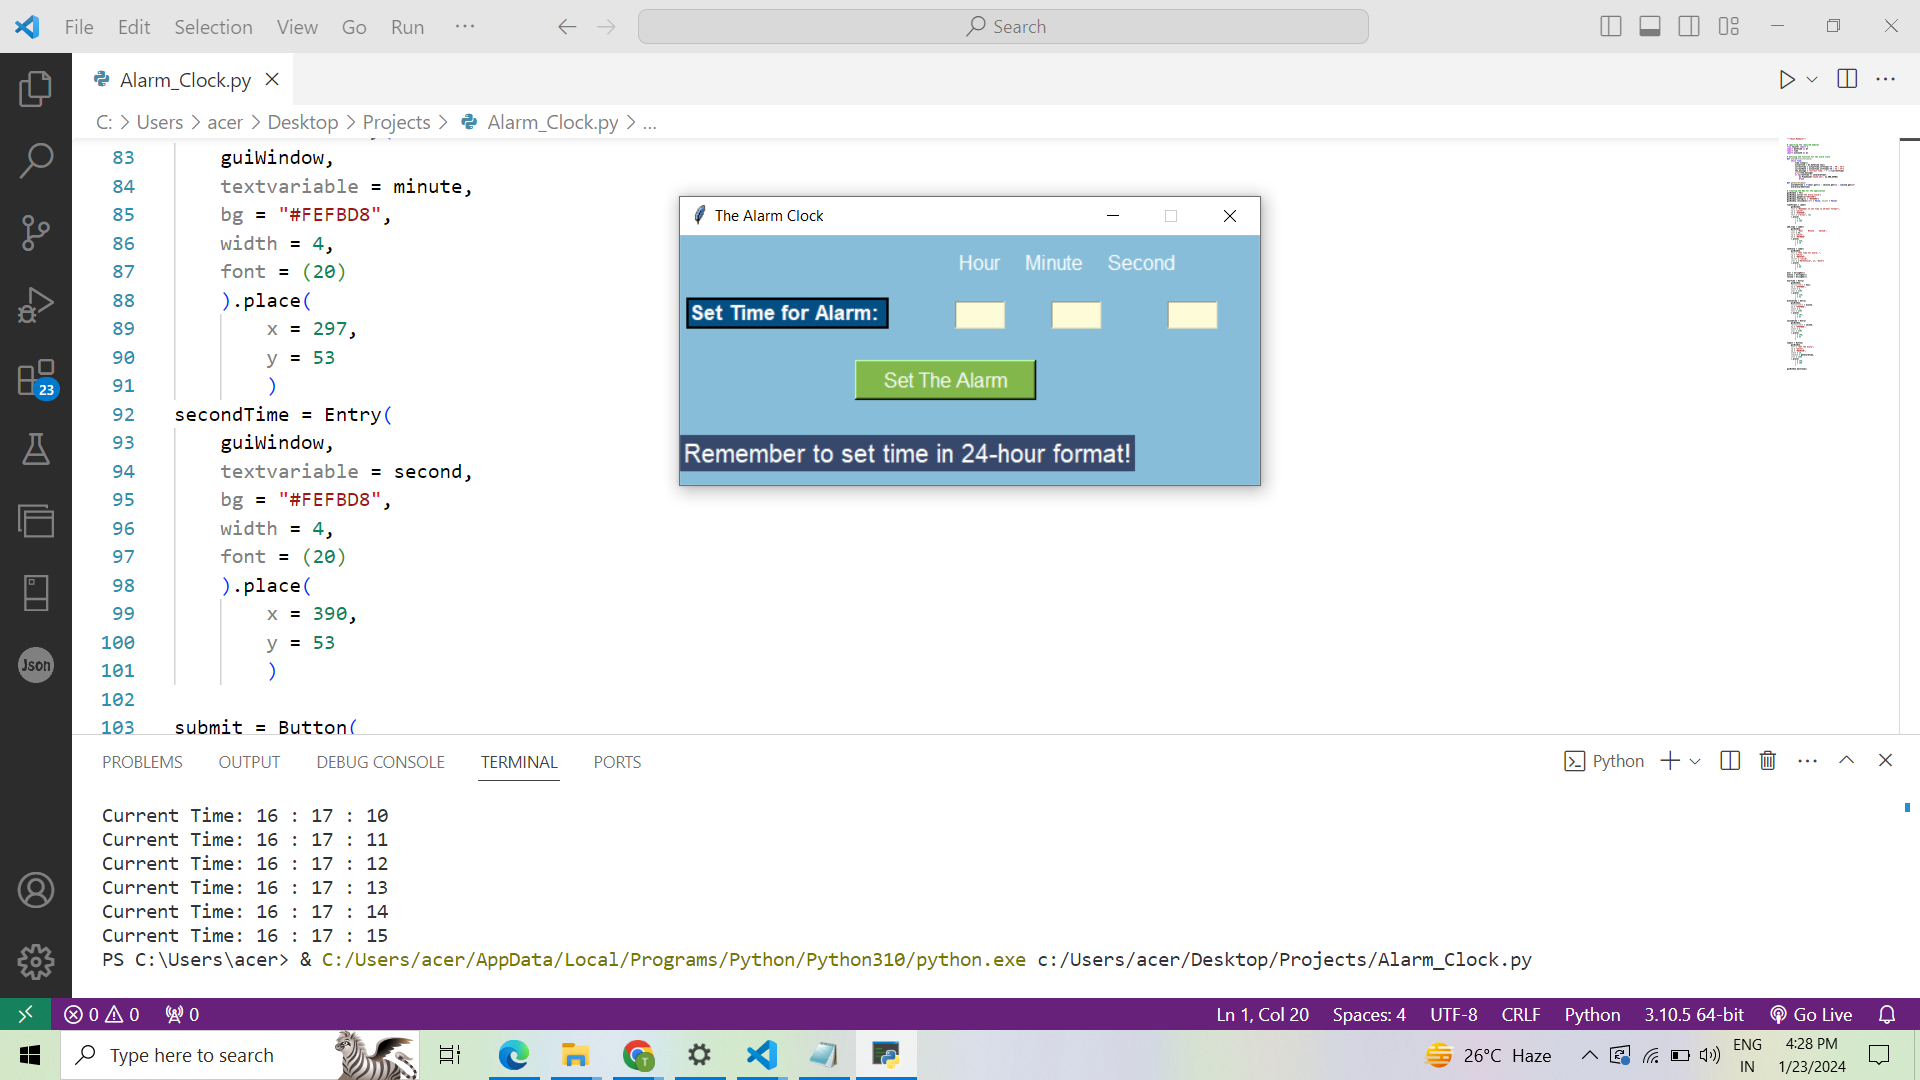 File Edit Selection View Go Run ···
Search
Alarm_Clock.py
C: > Users > acer > Desktop > Projects > Alarm_Clock.py > ...
83 guiWindow,
84 textvariable = minute,
85 bg = "#FEFBD8",
86 width = 4,
87 font = (20)
88 ).place(
89 x = 297,
90 y = 53
91 )
92 secondTime = Entry(
93 guiWindow,
94 textvariable = second,
95 bg = "#FEFBD8",
96 width = 4,
97 font = (20)
98 ).place(
99 x = 390,
100 y = 53
101 )
102
103 submit = Button(
The Alarm Clock
Hour Minute Second
Set Time for Alarm:
Set The Alarm
Remember to set time in 24-hour format!
23
Json
PROBLEMS OUTPUT DEBUG CONSOLE TERMINAL PORTS
Python
Current Time: 16 : 17 : 10
Current Time: 16 : 17 : 11
Current Time: 16 : 17 : 12
Current Time: 16 : 17 : 13
Current Time: 16 : 17 : 14
Current Time: 16 : 17 : 15
PS C:\Users\acer> & C:/Users/acer/AppData/Local/Programs/Python/Python310/python.exe c:/Users/acer/Desktop/Projects/Alarm_Clock.py
0 0 0
Ln 1, Col 20 Spaces: 4 UTF-8 CRLF Python 3.10.5 64-bit Go Live
Type here to search
T
26°C Haze
ENG
IN
4:28 PM
1/23/2024